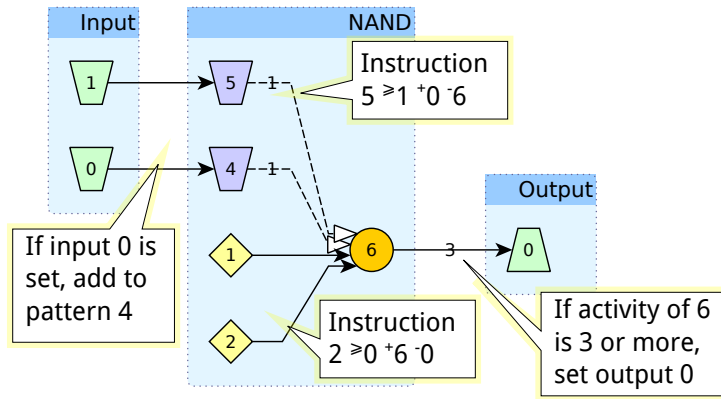 Input
NAND
Instruction
5 ⩾1 ⁺0 ⁻6
1
5
1
0
4
1
If input 0 is
set, add to
pattern 4
1
6
3
Output
0
2
Instruction
2 ⩾0 ⁺6 ⁻0
If activity of 6
is 3 or more,
set output 0